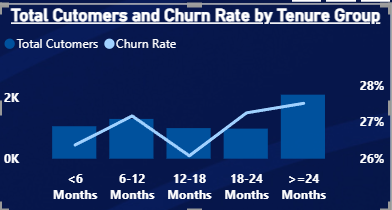 Total Cutomers and Churn Rate by Tenure Group
Total Cutomers Churn Rate
2K
0K
28%
27%
26%
<6 Months
6-12 Months
12-18 Months
18-24 Months
>=24 Months